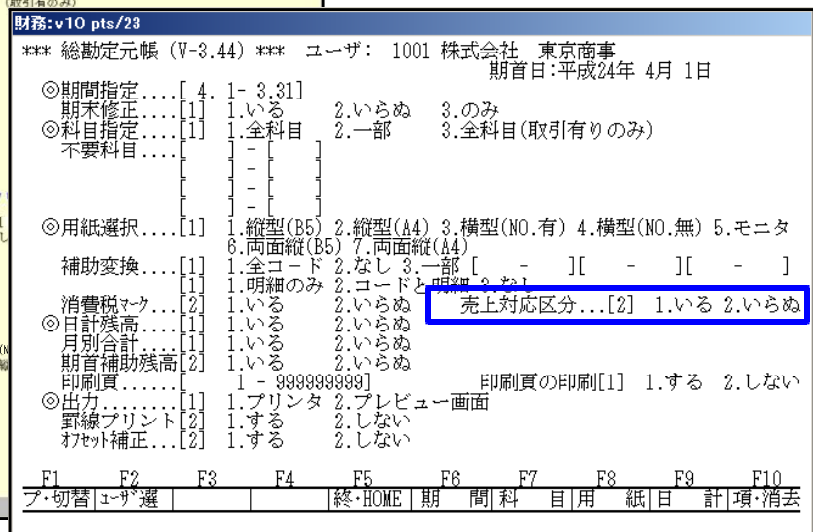 (取引有のみ)
財務:v10 pts/23
*** 総勘定元帳 (V-3.44) *** ユーザ: 1001 株式会社 東京商事
期首日:平成24年 4月 1日
◎期間指定....[ 4. 1- 3.31]
期末修正....[1] 1.いる 2.いらぬ 3.のみ
◎科目指定....[1] 1.全科目 2.一部 3.全科目(取引有りのみ)
不要科目....[ ] - [ ]
[ ] - [ ]
[ ] - [ ]
[ ] - [ ]
◎用紙選択....[1] 1.縦型(B5) 2.縦型(A4) 3.横型(NO.有) 4.横型(NO.無) 5.モニタ
6.両面縦(B5) 7.両面縦(A4)
補助変換....[1] 1.全コード 2.なし 3.一部 [ - ][ - ][ - ]
[1] 1.明細のみ 2.コードと明細 3.なし
消費税マーク...[2] 1.いる 2.いらぬ 売上対応区分...[2] 1.いる 2.いらぬ
◎日計残高....[1] 1.いる 2.いらぬ
月別合計....[1] 1.いる 2.いらぬ
期首補助残高[2] 1.いる 2.いらぬ
印刷頁......[ 1 - 999999999] 印刷頁の印刷[1] 1.する 2.しない
◎出力........[1] 1.プリンタ 2.プレビュー画面
罫線プリント[2] 1.する 2.しない
オフセット補正...[2] 1.する 2.しない
F1 F2 F3 F4 F5 F6 F7 F8 F9 F10
プ・切替 ユーザ選 終・HOME 期 間 科 目 用 紙 日 計 項・消去